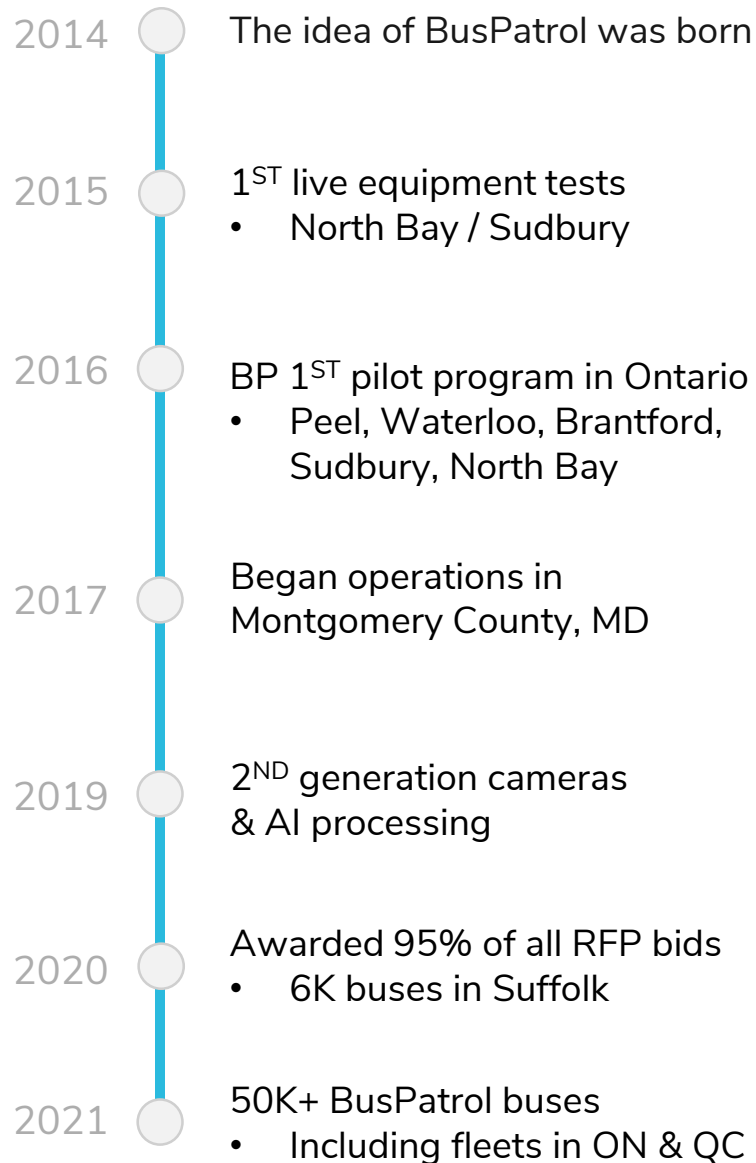 2014 The idea of BusPatrol was born
2015 1ST live equipment tests
• North Bay / Sudbury
2016 BP 1ST pilot program in Ontario
• Peel, Waterloo, Brantford,
Sudbury, North Bay
2017 Began operations in
Montgomery County, MD
2019 2ND generation cameras
& AI processing
2020 Awarded 95% of all RFP bids
• 6K buses in Suffolk
2021 50K+ BusPatrol buses
• Including fleets in ON & QC